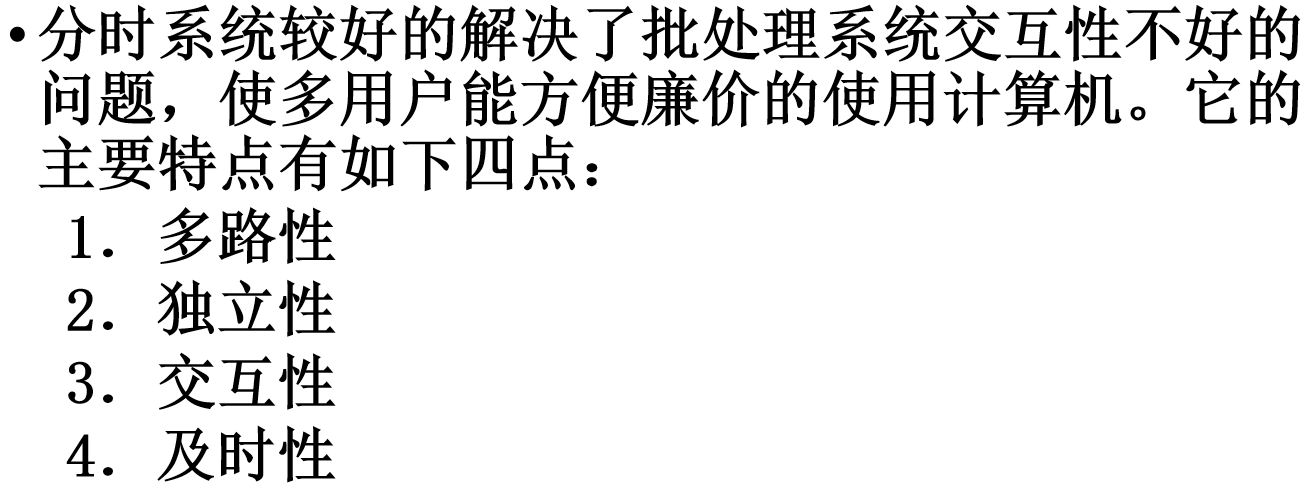 •分时系统较好的解决了批处理系统交互性不好的
问题，使多用户能方便廉价的使用计算机。它的
主要特点有如下四点：
1. 多路性
2. 独立性
3. 交互性
4. 及时性